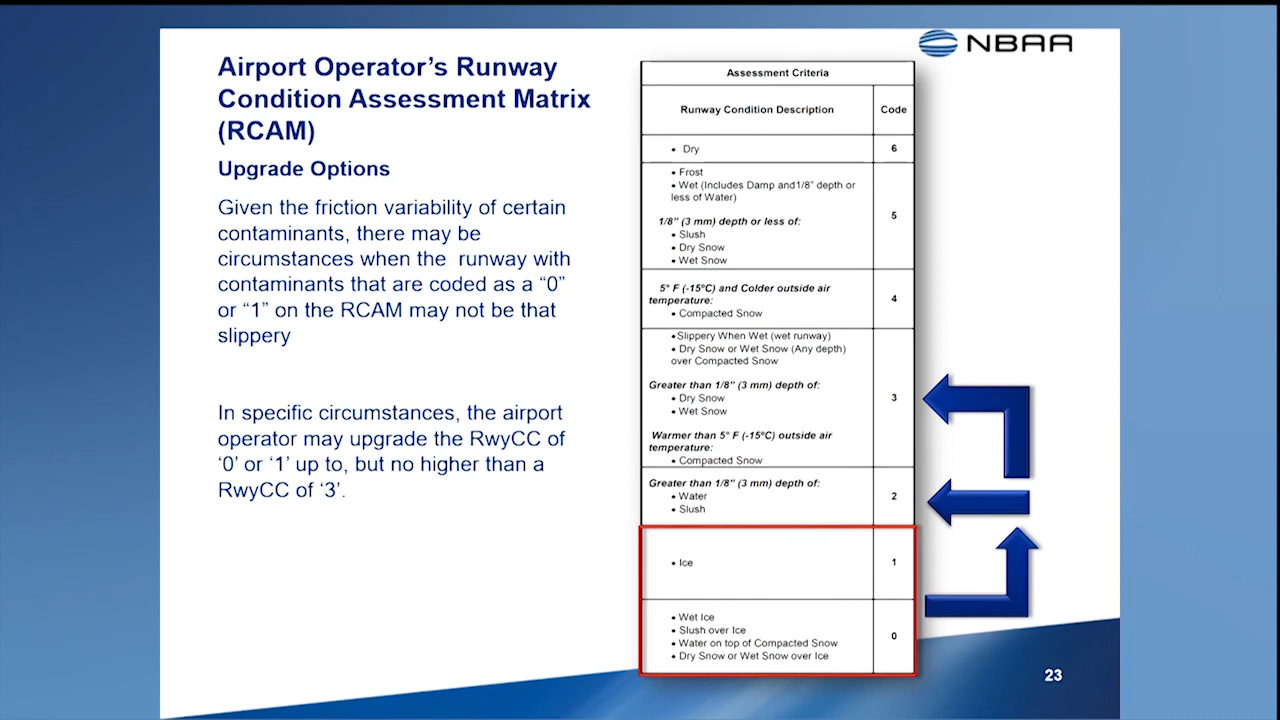 NBAA
Airport Operator's Runway
Condition Assessment Matrix
(RCAM)
Upgrade Options
Given the friction variability of certain
contaminants, there may be
circumstances when the runway with
contaminants that are coded as a “0”
or “1” on the RCAM may not be that
slippery
In specific circumstances, the airport
operator may upgrade the RwyCC of
‘0’ or ‘1’ up to, but no higher than a
RwyCC of ‘3’.
Assessment Criteria
Runway Condition Description Code
• Dry 6
• Frost
• Wet (Includes Damp and1/8” depth or
less of Water)
1/8” (3 mm) depth or less of:
• Slush
• Dry Snow
• Wet Snow
5
5° F (-15ºC) and Colder outside air
temperature:
• Compacted Snow
4
•Slippery When Wet (wet runway)
• Dry Snow or Wet Snow (Any depth)
over Compacted Snow
Greater than 1/8” (3 mm) depth of:
• Dry Snow
• Wet Snow
Warmer than 5° F (-15ºC) outside air
temperature:
• Compacted Snow
3
Greater than 1/8” (3 mm) depth of:
• Water
• Slush
2
• Ice 1
• Wet Ice
• Slush over Ice
• Water on top of Compacted Snow
• Dry Snow or Wet Snow over Ice
0
23